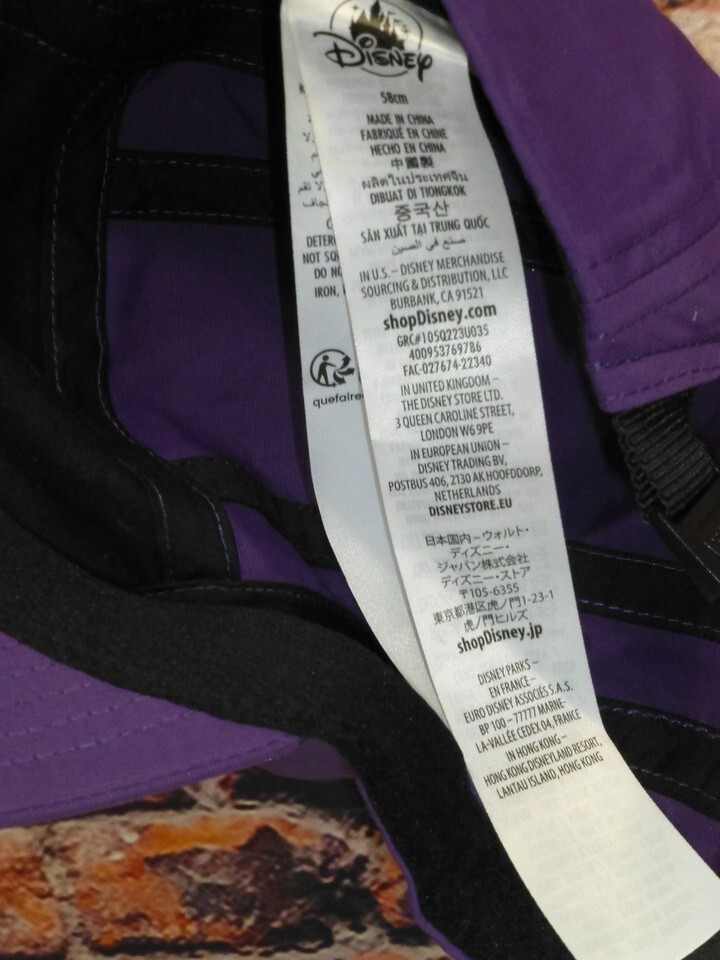 Disney
58cm
MADE IN CHINA
FABRIQUÉ EN CHINE
HECHO EN CHINA
中國製
ผลิตในประเทศจีน
DIBUAT DI TIONGKOK
중국산
SẢN XUẤT TẠI TRUNG QUỐC
صنع في الصين
IN U.S. – DISNEY MERCHANDISE
SOURCING & DISTRIBUTION, LLC
BURBANK, CA 91521
shopDisney.com
GRC#105Q223U035
400953769786
FAC-027674-22340
IN UNITED KINGDOM –
THE DISNEY STORE LTD.
3 QUEEN CAROLINE STREET,
LONDON W6 9PE
IN EUROPEAN UNION –
DISNEY TRADING BV,
POSTBUS 406, 2130 AK HOOFDDORP,
NETHERLANDS
DISNEYSTORE.EU
日本国内 – ウォルト・
ディズニー・
ジャパン株式会社
ディズニー・ストア
〒105-6355
東京都港区虎ノ門1-23-1
虎ノ門ヒルズ
shopDisney.jp
DISNEY PARKS –
EN FRANCE –
EURO DISNEY ASSOCIÉS S.A.S.
BP 100 – 77777 MARNE-
LA-VALLÉE CEDEX 04, FRANCE
IN HONG KONG –
HONG KONG DISNEYLAND RESORT,
LANTAU ISLAND, HONG KONG
DETER
NOT SQ
DO NO
IRON,
quefaire